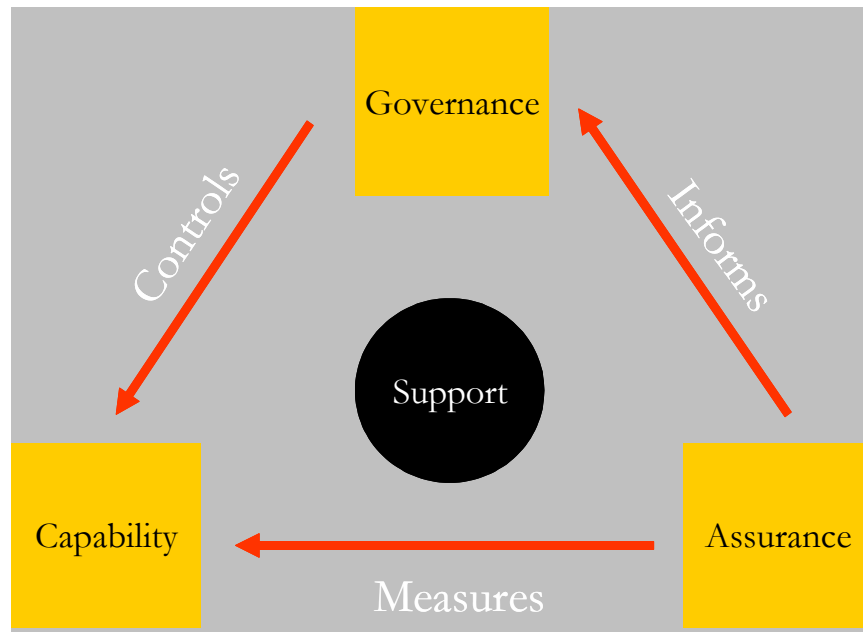 Governance
Controls
Informs
Support
Capability
Assurance
Measures